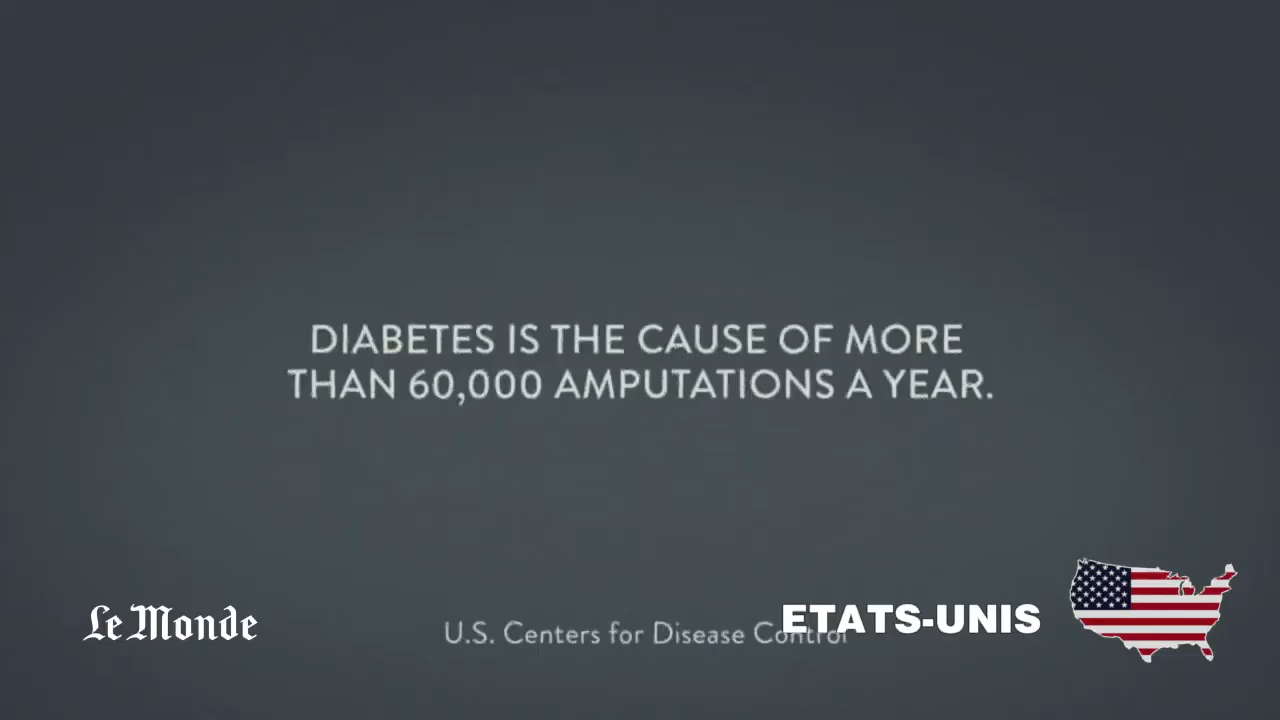 DIABETES IS THE CAUSE OF MORE
THAN 60,000 AMPUTATIONS A YEAR.
Le Monde
U.S. Centers for Disease Control
ETATS-UNIS